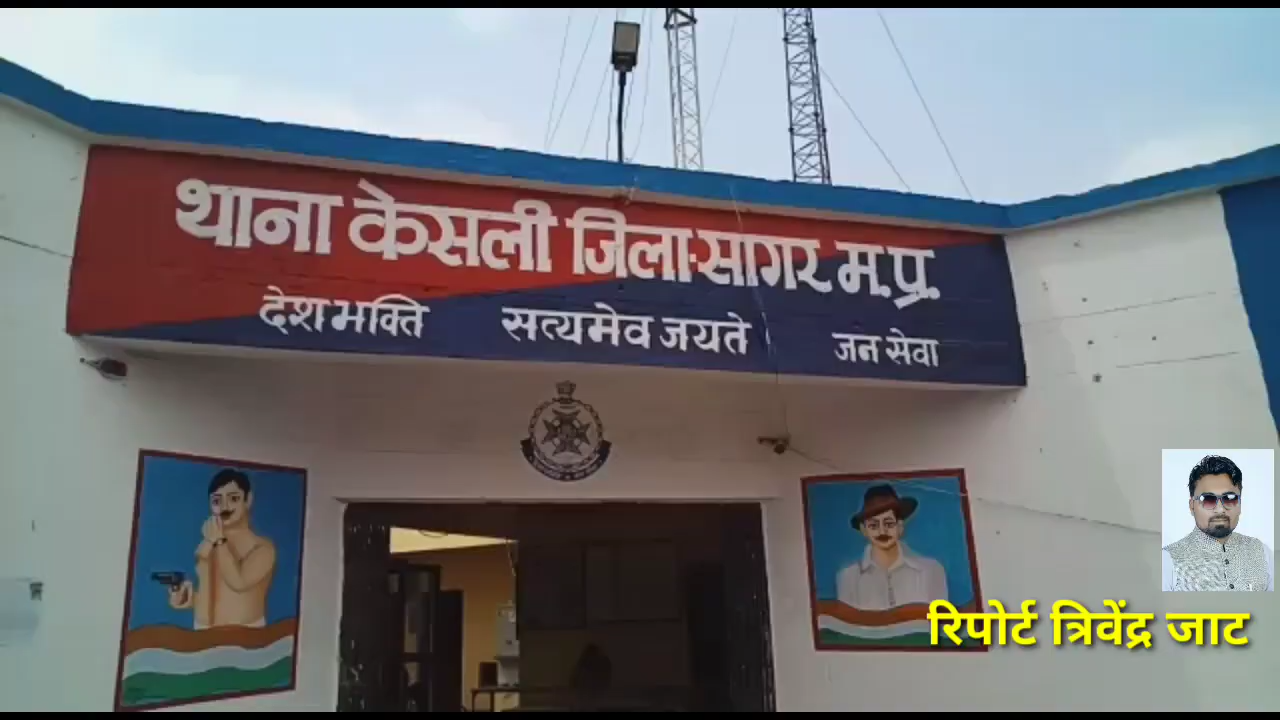 थाना केसली जिला-सागर म.प्र.
देश भक्ति सत्यमेव जयते जन सेवा
रिपोर्ट त्रिवेंद्र जाट